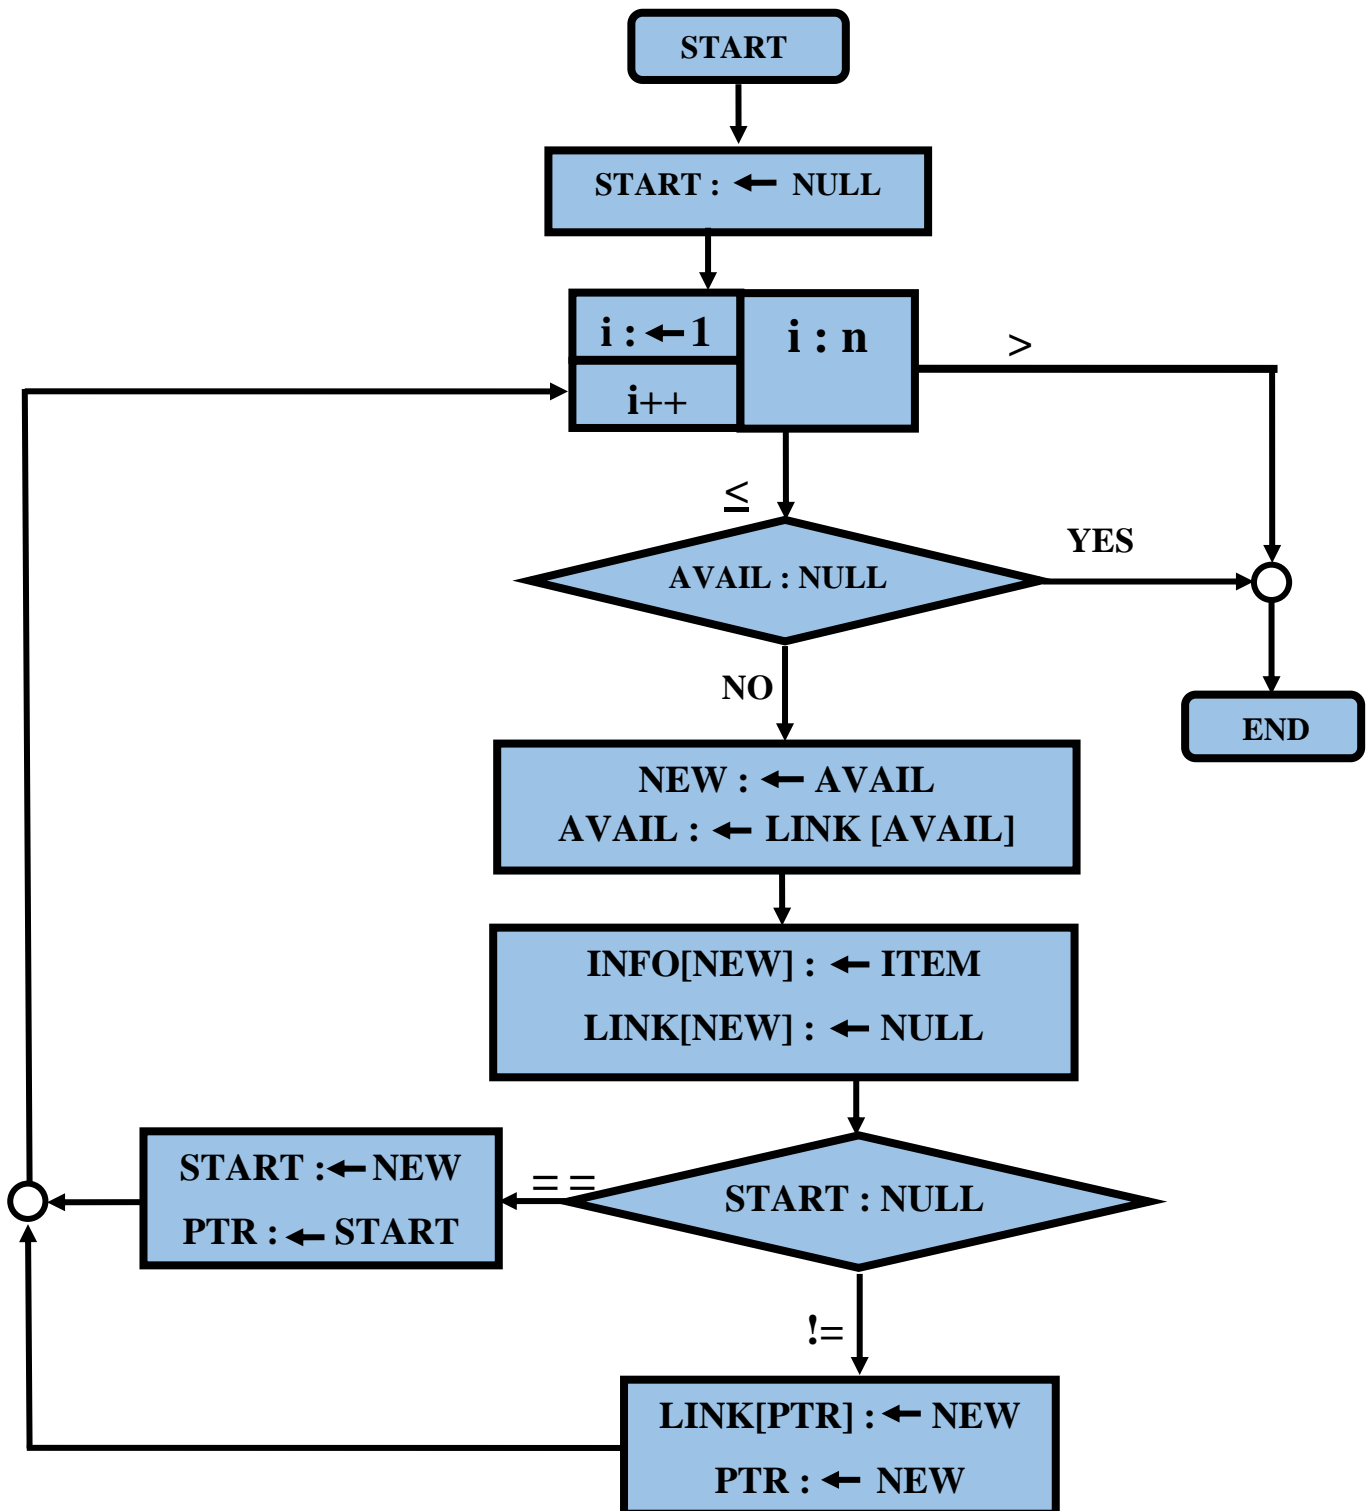 START
START : ← NULL
i : ← 1
i : n
>
i++
≤
YES
AVAIL : NULL
NO
END
NEW : ← AVAIL
AVAIL : ← LINK [AVAIL]
INFO[NEW] : ← ITEM
LINK[NEW] : ← NULL
START : ← NEW
PTR : ← START
= =
START : NULL
!=
LINK[PTR] : ← NEW
PTR : ← NEW